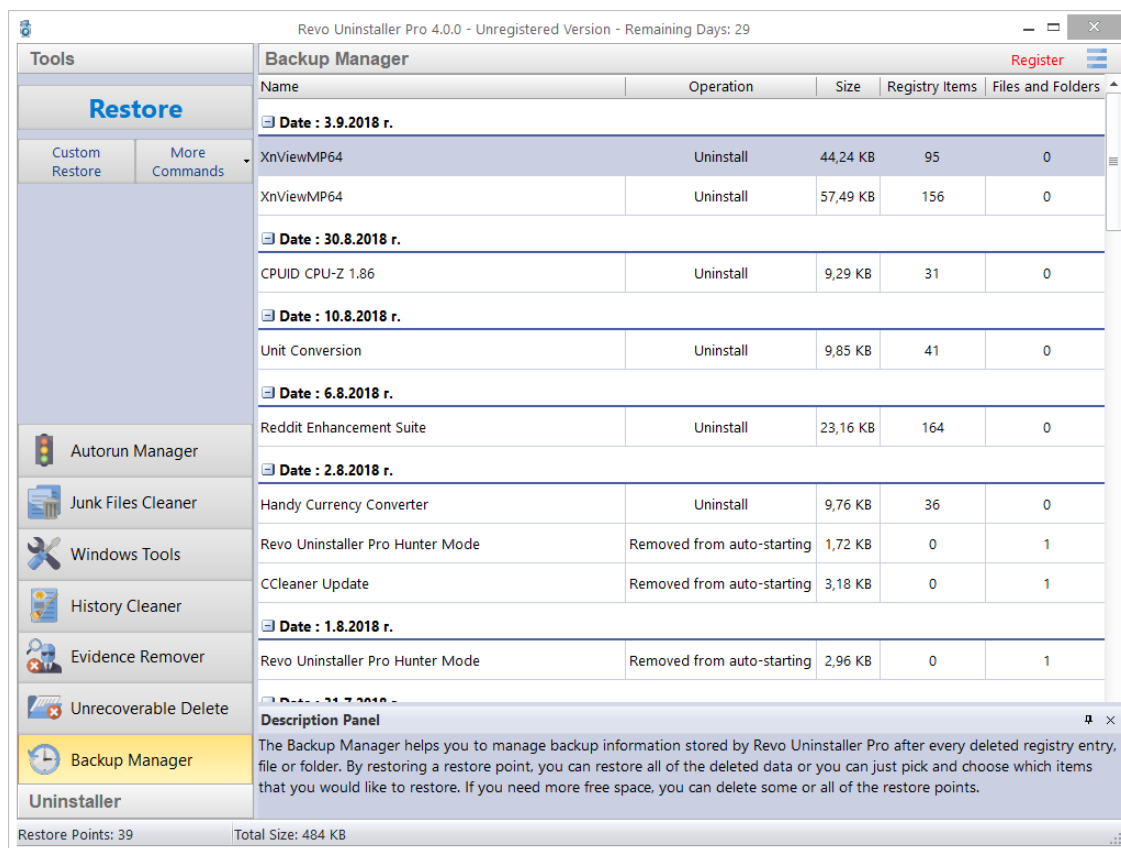 Revo Uninstaller Pro 4.0.0 - Unregistered Version - Remaining Days: 29
Tools
Restore
Custom Restore
More Commands
Autorun Manager
Junk Files Cleaner
Windows Tools
History Cleaner
Evidence Remover
Unrecoverable Delete
Backup Manager
Uninstaller
Backup Manager
Register
Name Operation Size Registry Items Files and Folders
Date : 3.9.2018 г.
XnViewMP64 Uninstall 44,24 KB 95 0
XnViewMP64 Uninstall 57,49 KB 156 0
Date : 30.8.2018 г.
CPUID CPU-Z 1.86 Uninstall 9,29 KB 31 0
Date : 10.8.2018 г.
Unit Conversion Uninstall 9,85 KB 41 0
Date : 6.8.2018 г.
Reddit Enhancement Suite Uninstall 23,16 KB 164 0
Date : 2.8.2018 г.
Handy Currency Converter Uninstall 9,76 KB 36 0
Revo Uninstaller Pro Hunter Mode Removed from auto-starting 1,72 KB 0 1
CCleaner Update Removed from auto-starting 3,18 KB 0 1
Date : 1.8.2018 г.
Revo Uninstaller Pro Hunter Mode Removed from auto-starting 2,96 KB 0 1
Date : 31.7.2018 г.
Description Panel
The Backup Manager helps you to manage backup information stored by Revo Uninstaller Pro after every deleted registry entry,
file or folder. By restoring a restore point, you can restore all of the deleted data or you can just pick and choose which items
that you would like to restore. If you need more free space, you can delete some or all of the restore points.
Restore Points: 39 Total Size: 484 KB